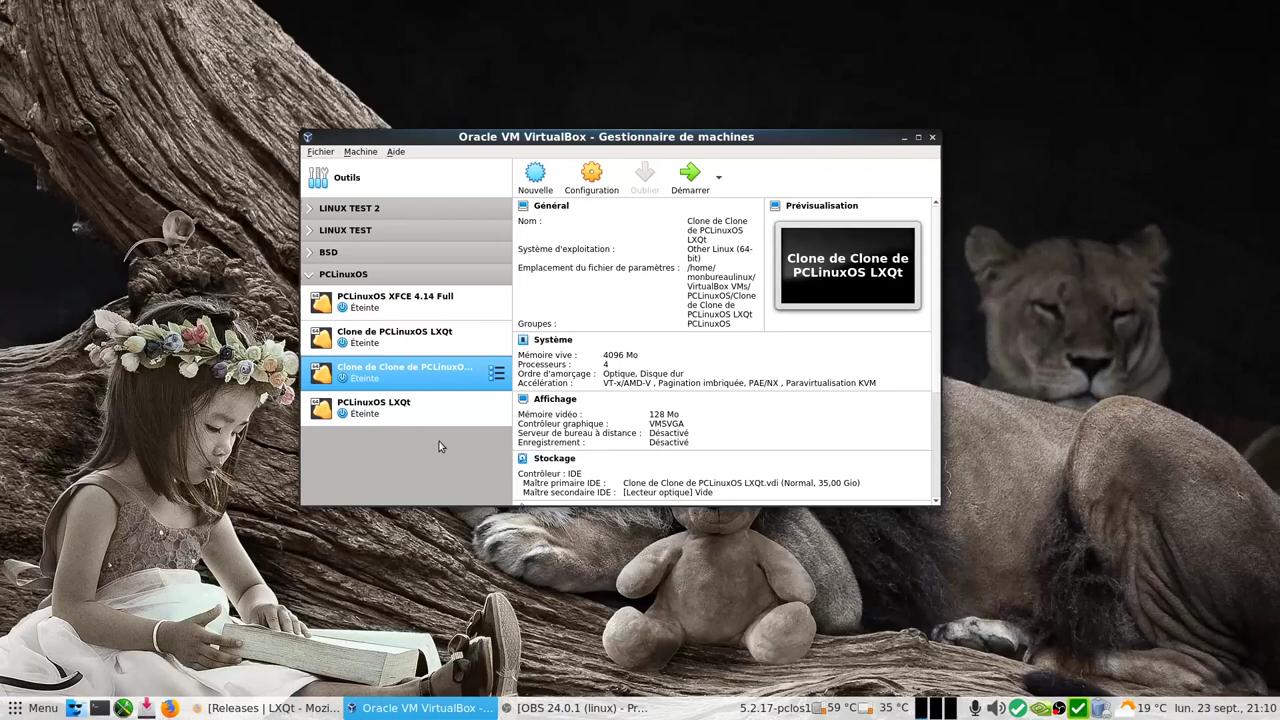 Oracle VM VirtualBox - Gestionnaire de machines
Fichier Machine Aide
Outils
Nouvelle Configuration Oublier Démarrer
LINUX TEST 2
LINUX TEST
BSD
PCLinuxOS
PCLinuxOS XFCE 4.14 Full
Éteinte
Clone de PCLinuxOS LXQt
Éteinte
Clone de Clone de PCLinuxO...
Éteinte
PCLinuxOS LXQt
Éteinte
Général
Nom : Clone de Clone
de PCLinuxOS
LXQt
Système d'exploitation : Other Linux (64-
bit)
Emplacement du fichier de paramètres : /home/
monbureaulinux/
VirtualBox VMs/
PCLinuxOS/Clone
de Clone de
PCLinuxOS LXQt
Groupes : PCLinuxOS
Prévisualisation
Clone de Clone de
PCLinuxOS LXQt
Système
Mémoire vive : 4096 Mo
Processeurs : 4
Ordre d'amorçage : Optique, Disque dur
Accélération : VT-x/AMD-V , Pagination imbriquée, PAE/NX , Paravirtualisation KVM
Affichage
Mémoire vidéo : 128 Mo
Contrôleur graphique : VMSVGA
Serveur de bureau à distance : Désactivé
Enregistrement : Désactivé
Stockage
Contrôleur : IDE
Maître primaire IDE : Clone de Clone de PCLinuxOS LXQt.vdi (Normal, 35,00 Gio)
Maître secondaire IDE : [Lecteur optique] Vide
Menu [Releases | LXQt - Mozi... Oracle VM VirtualBox -... [OBS 24.0.1 (linux) - Pr... 5.2.17-pclos1 59 °C 35 °C 19 °C lun. 23 sept., 21:10